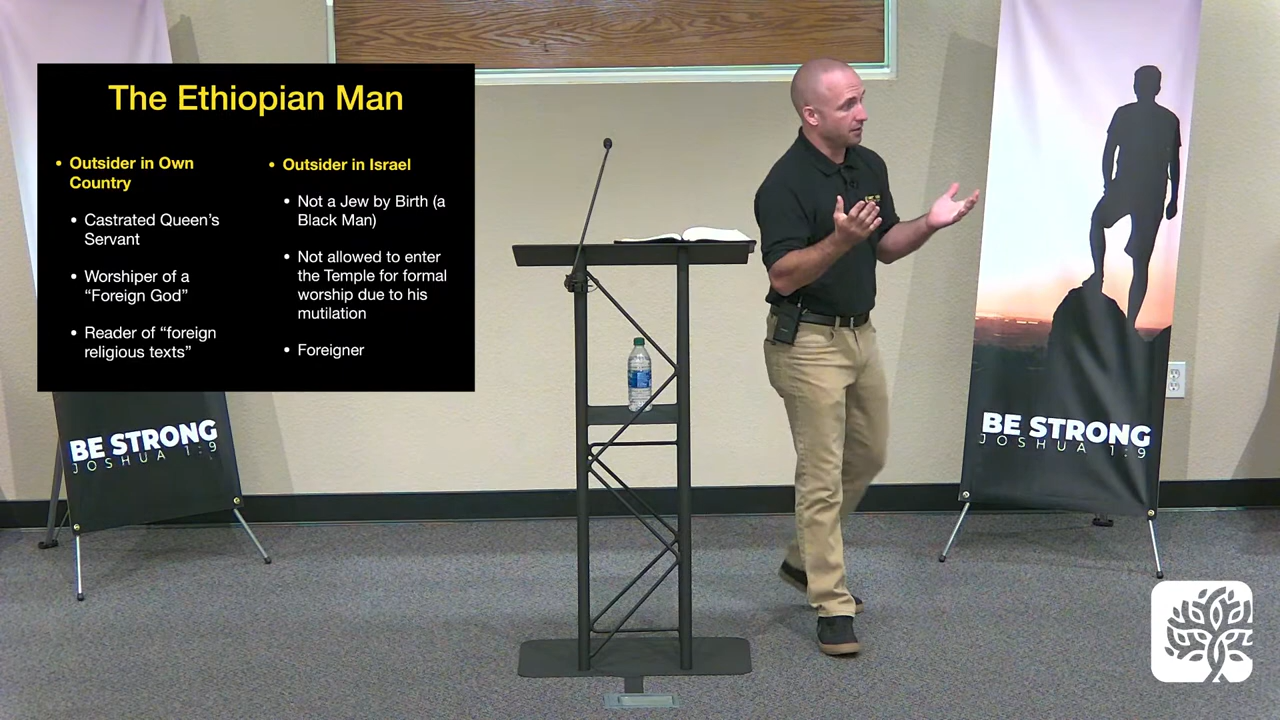 The Ethiopian Man
• Outsider in Own
Country
• Castrated Queen’s
Servant
• Worshiper of a
“Foreign God”
• Reader of “foreign
religious texts”
• Outsider in Israel
• Not a Jew by Birth (a
Black Man)
• Not allowed to enter
the Temple for formal
worship due to his
mutilation
• Foreigner
BE STRONG
JOSHUA 1:9
BE STRONG
JOSHUA 1:9